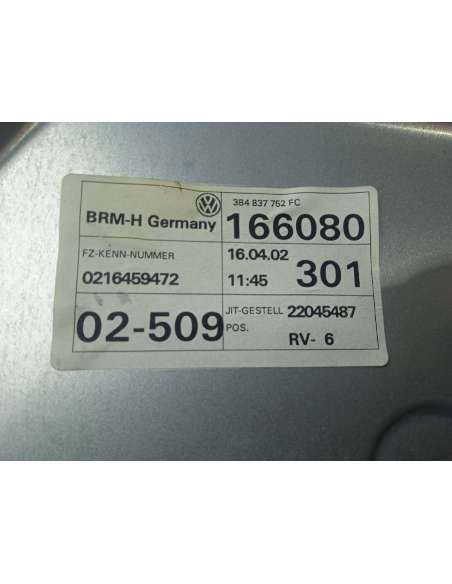 3B4 837 752 FC
BRM-H Germany 166080
FZ-KENN-NUMMER 16.04.02
0216459472 11:45 301
02-509 JIT-GESTELL 22045487
POS. RV- 6